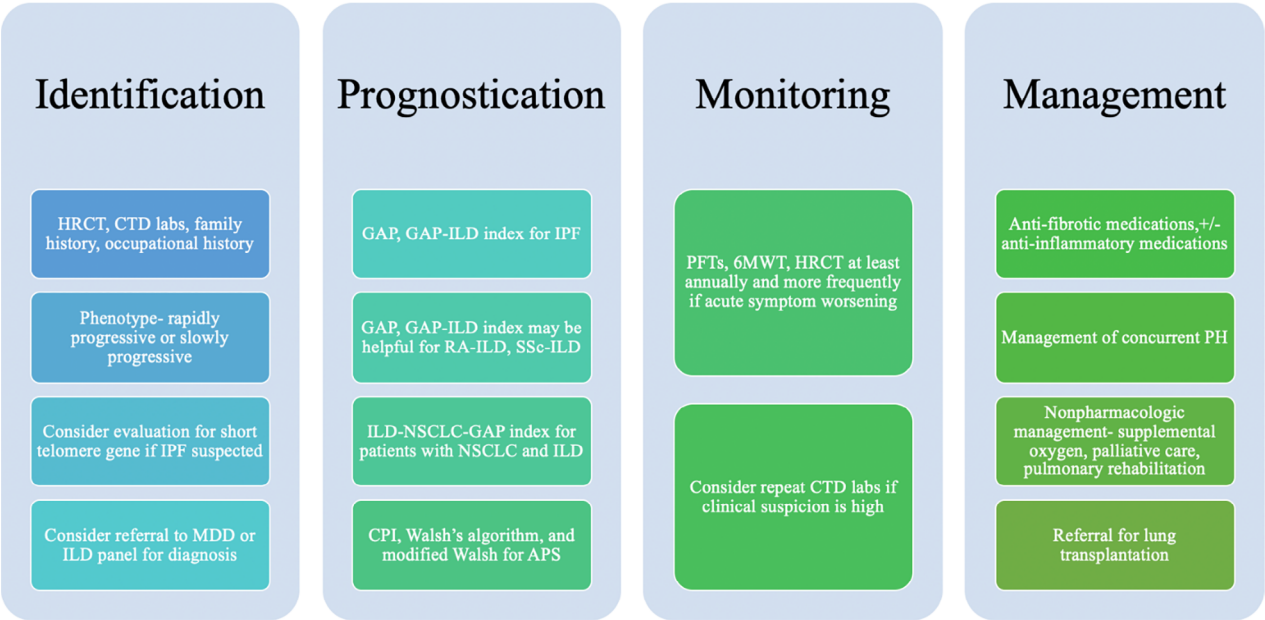 Identification
HRCT, CTD labs, family
history, occupational history
Phenotype- rapidly
progressive or slowly
progressive
Consider evaluation for short
telomere gene if IPF suspected
Consider referral to MDD or
ILD panel for diagnosis
Prognostication
GAP, GAP-ILD index for IPF
GAP, GAP-ILD index may be
helpful for RA-ILD, SSc-ILD
ILD-NSCLC-GAP index for
patients with NSCLC and ILD
CPI, Walsh’s algorithm, and
modified Walsh for APS
Monitoring
PFTs, 6MWT, HRCT at least
annually and more frequently
if acute symptom worsening
Consider repeat CTD labs if
clinical suspicion is high
Management
Anti-fibrotic medications,+/-
anti-inflammatory medications
Management of concurrent PH
Nonpharmacologic
management- supplemental
oxygen, palliative care,
pulmonary rehabilitation
Referral for lung
transplantation